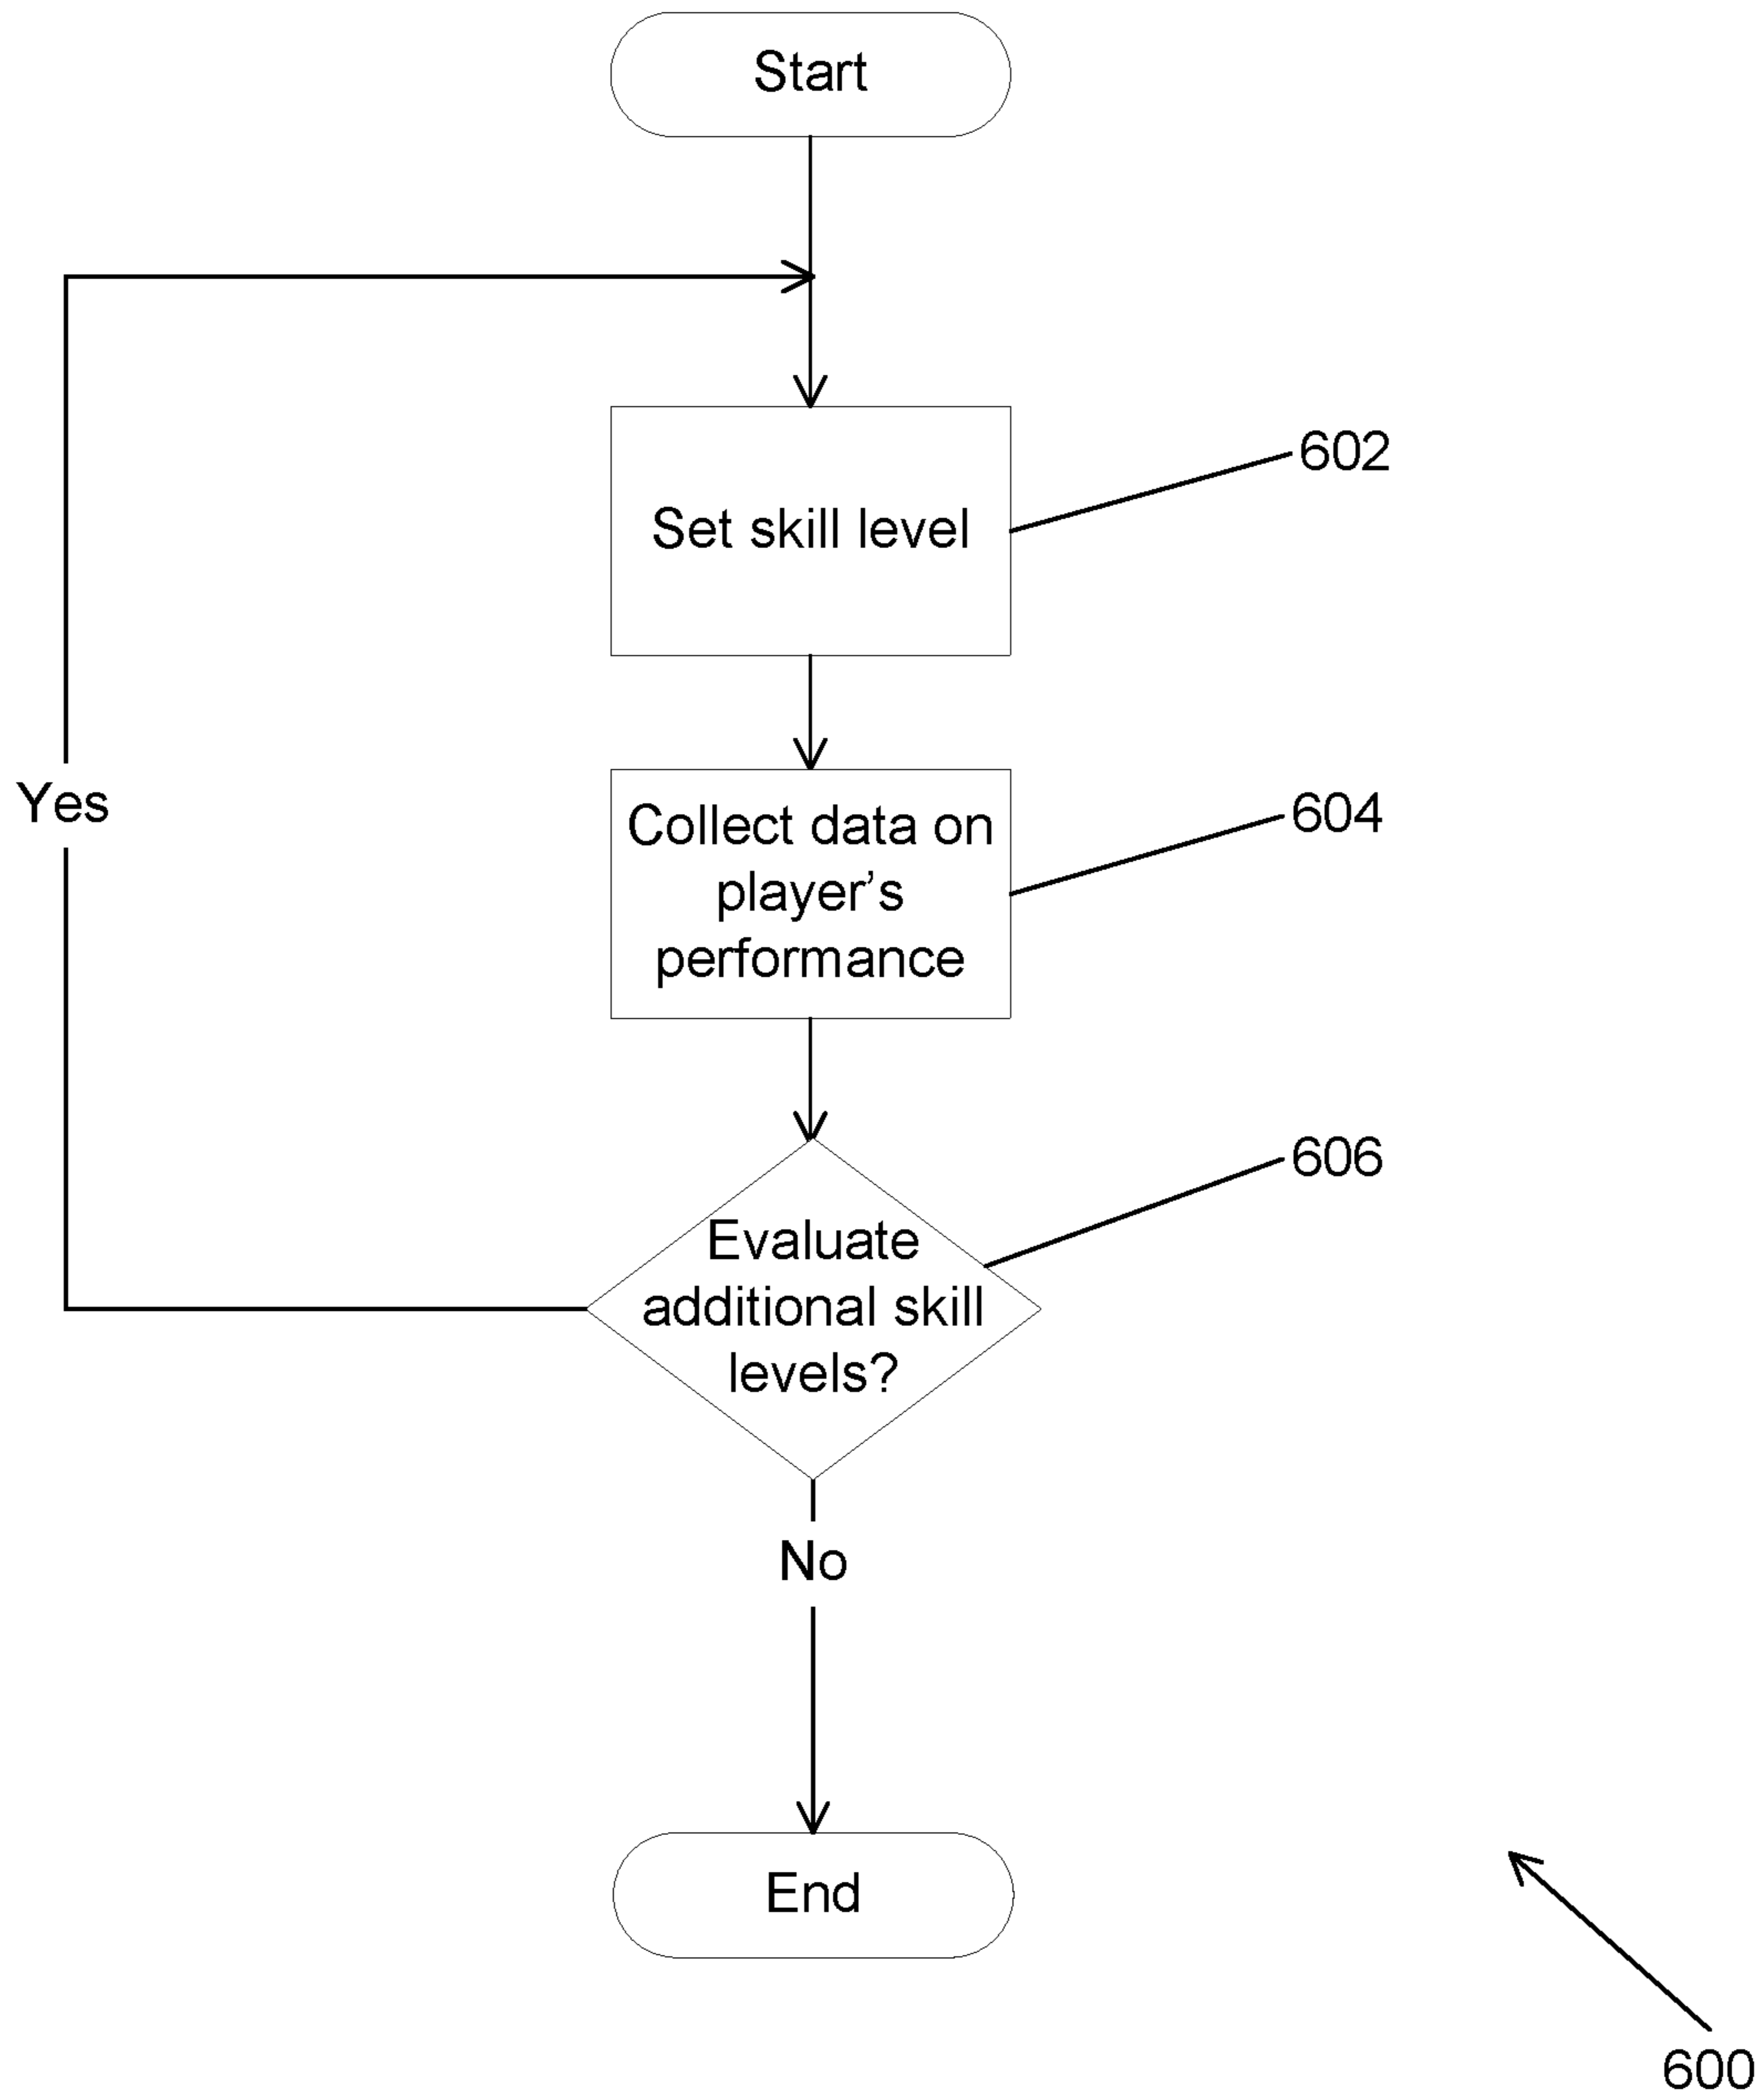 Start
Set skill level
602
Yes
Collect data on
player’s
performance
604
Evaluate
additional skill
levels?
606
No
End
600